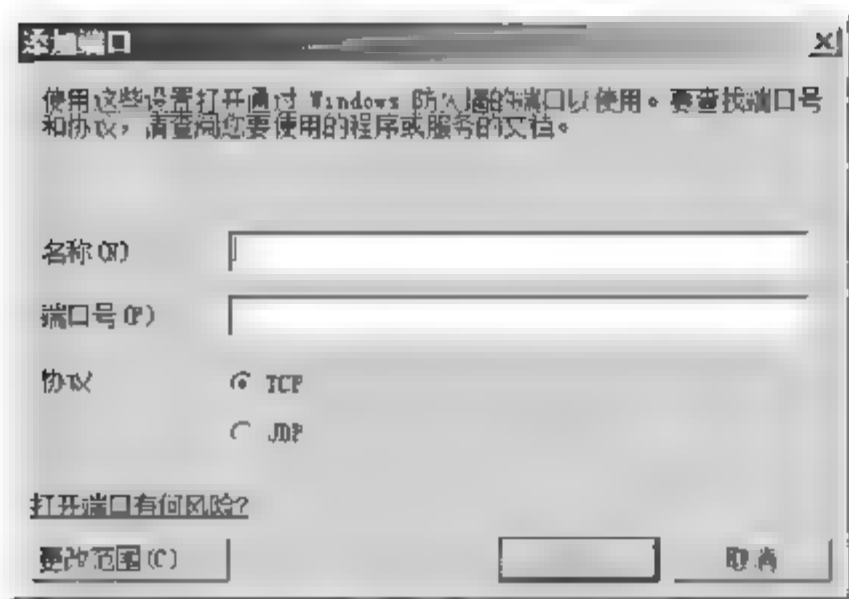 添加端口
使用这些设置打开通过 Windows 防火墙的端口以使用。要查找端口号
和协议，请查阅您要使用的程序或服务的文档。
名称(N)
端口号(P)
协议
TCP
UDP
打开端口有何风险?
更改范围(C)
取消